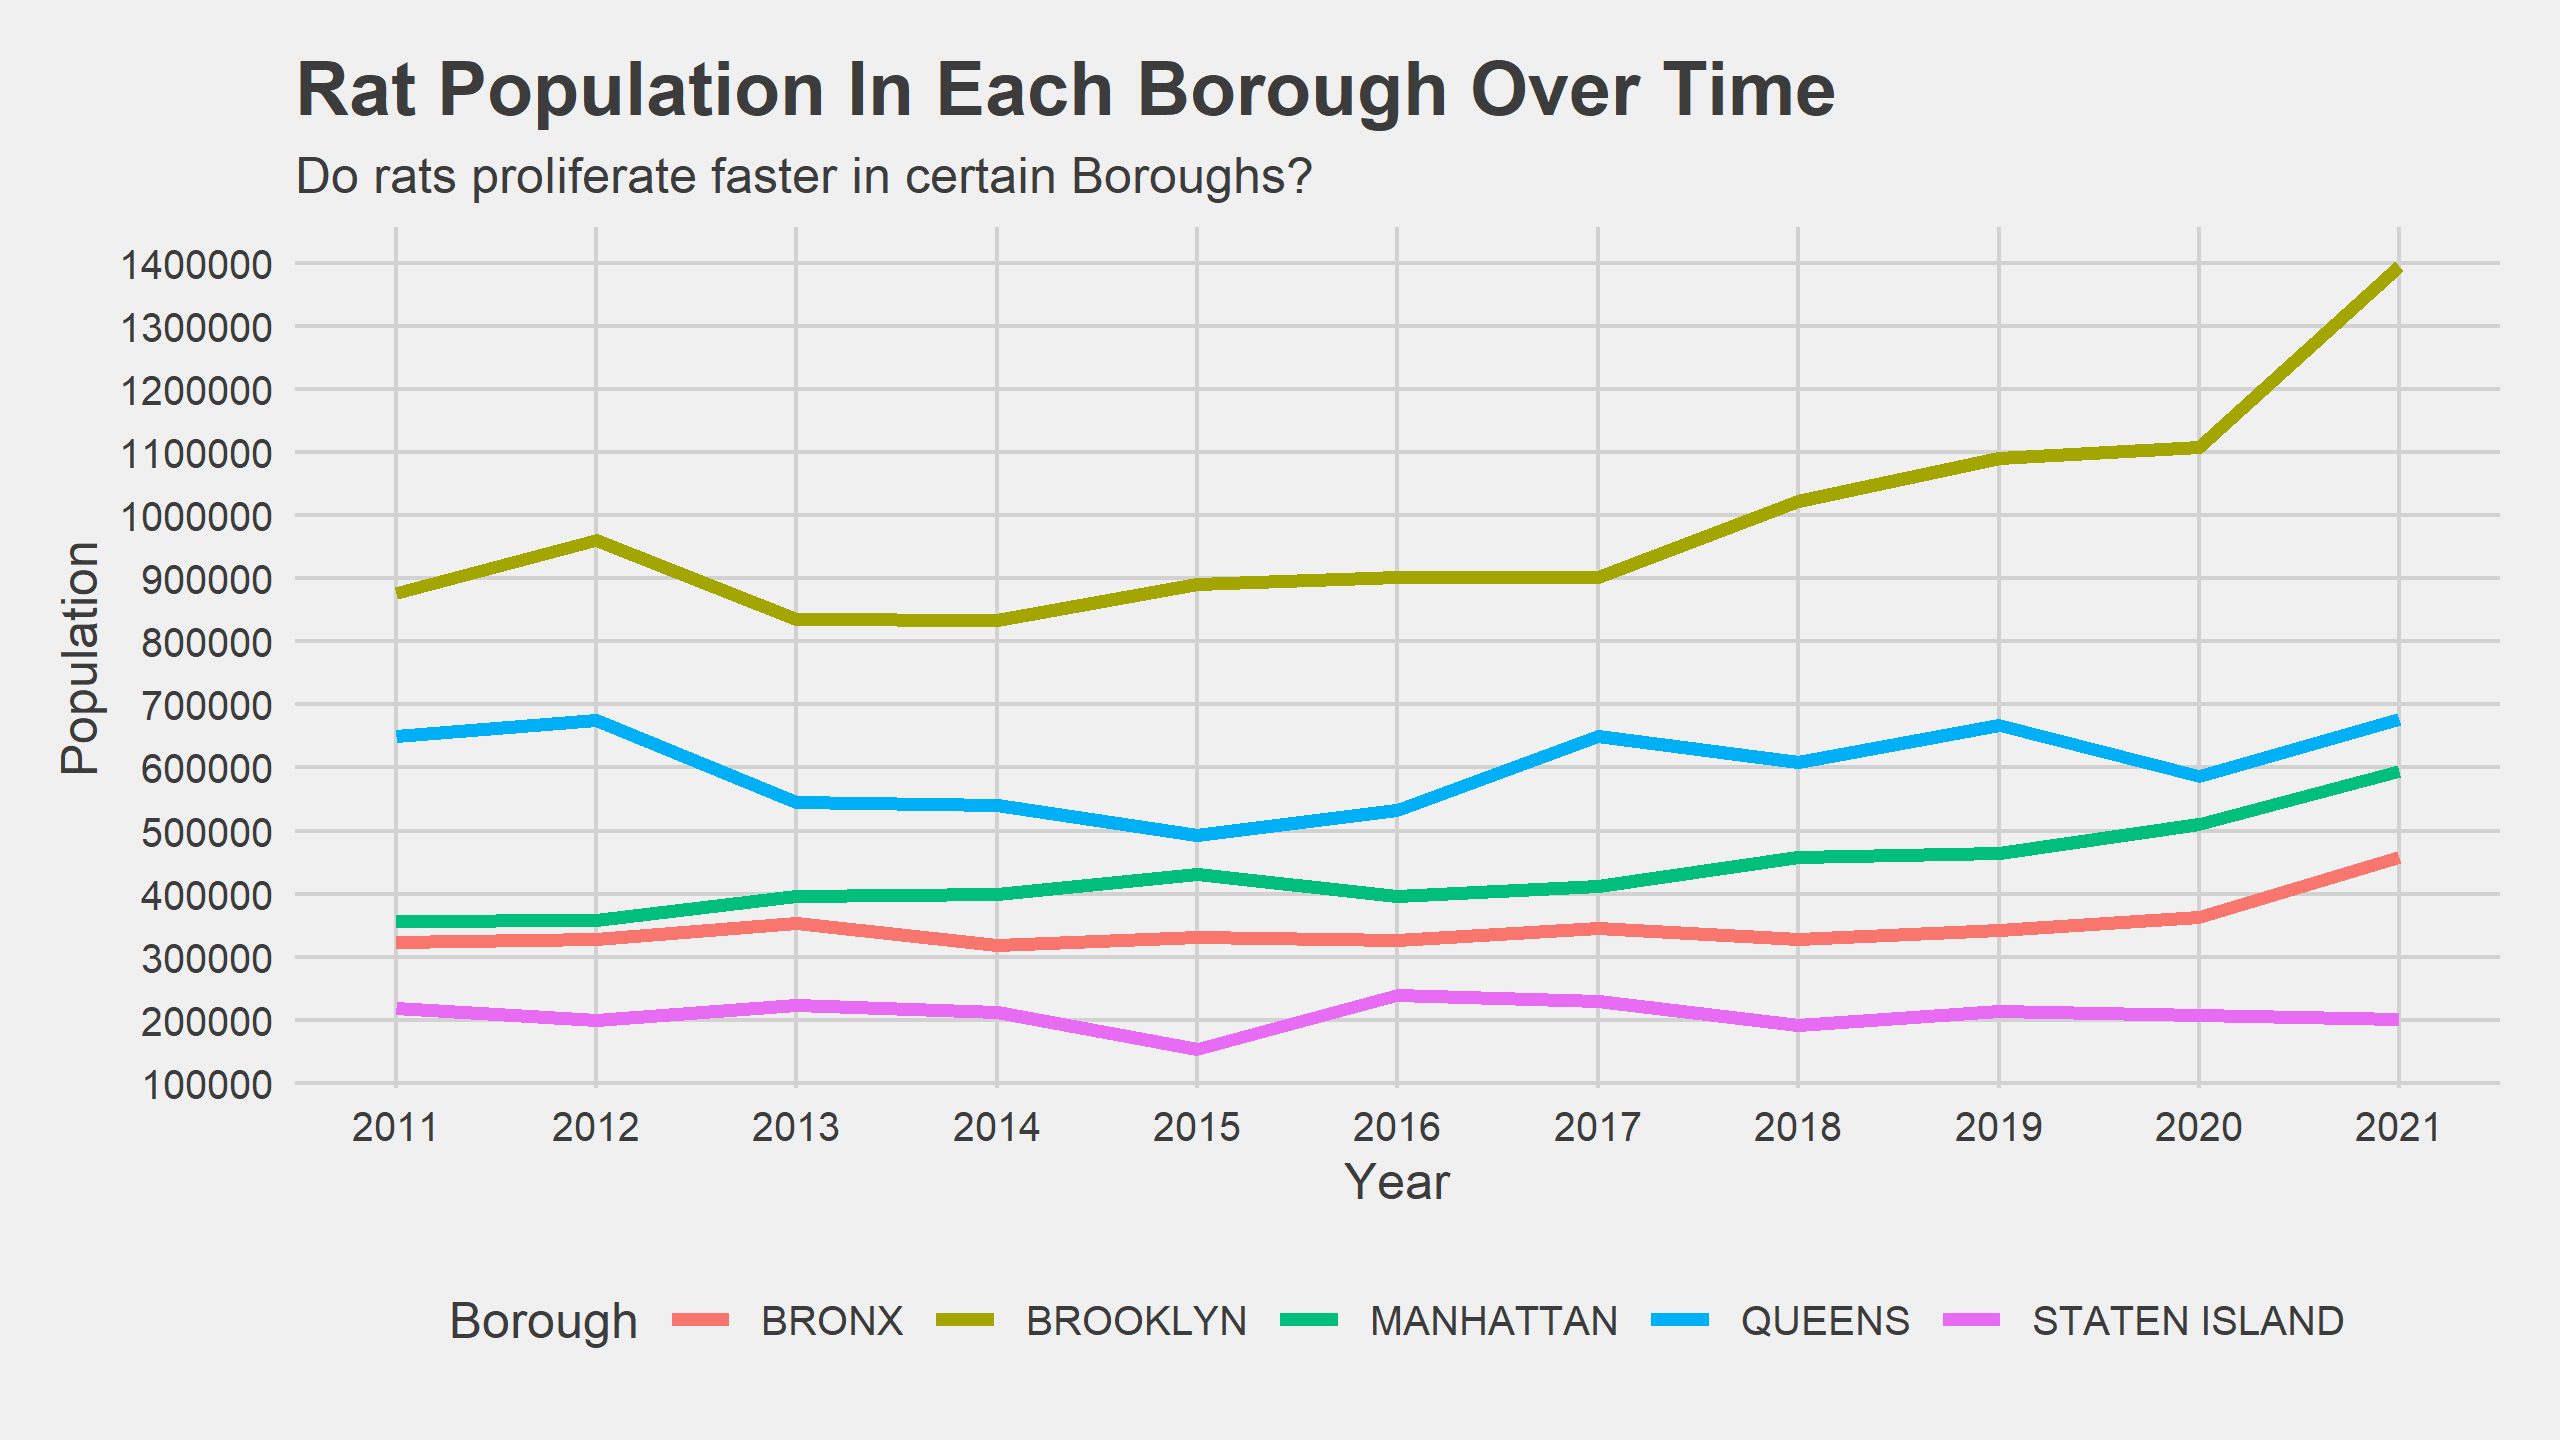 Rat Population In Each Borough Over Time
Do rats proliferate faster in certain Boroughs?
Population
1400000
1300000
1200000
1100000
1000000
900000
800000
700000
600000
500000
400000
300000
200000
100000
2011 2012 2013 2014 2015 2016 2017 2018 2019 2020 2021
Year
Borough BRONX BROOKLYN MANHATTAN QUEENS STATEN ISLAND